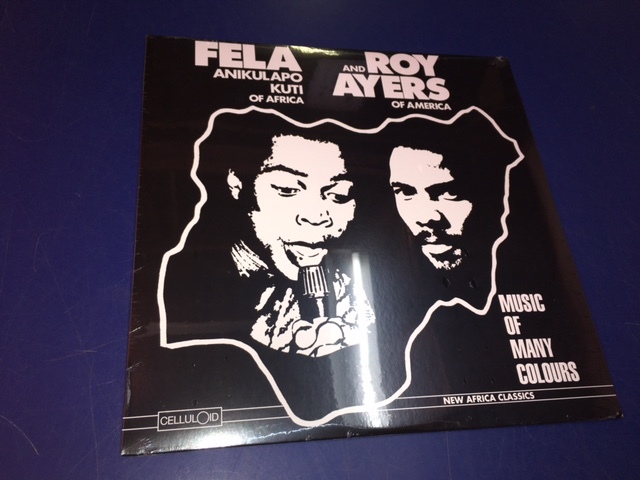 FELA
ANIKULAPO
KUTI
OF AFRICA
AND ROY
AYERS
OF AMERICA
MUSIC
OF
MANY
COLOURS
NEW AFRICA CLASSICS
CELLULOID